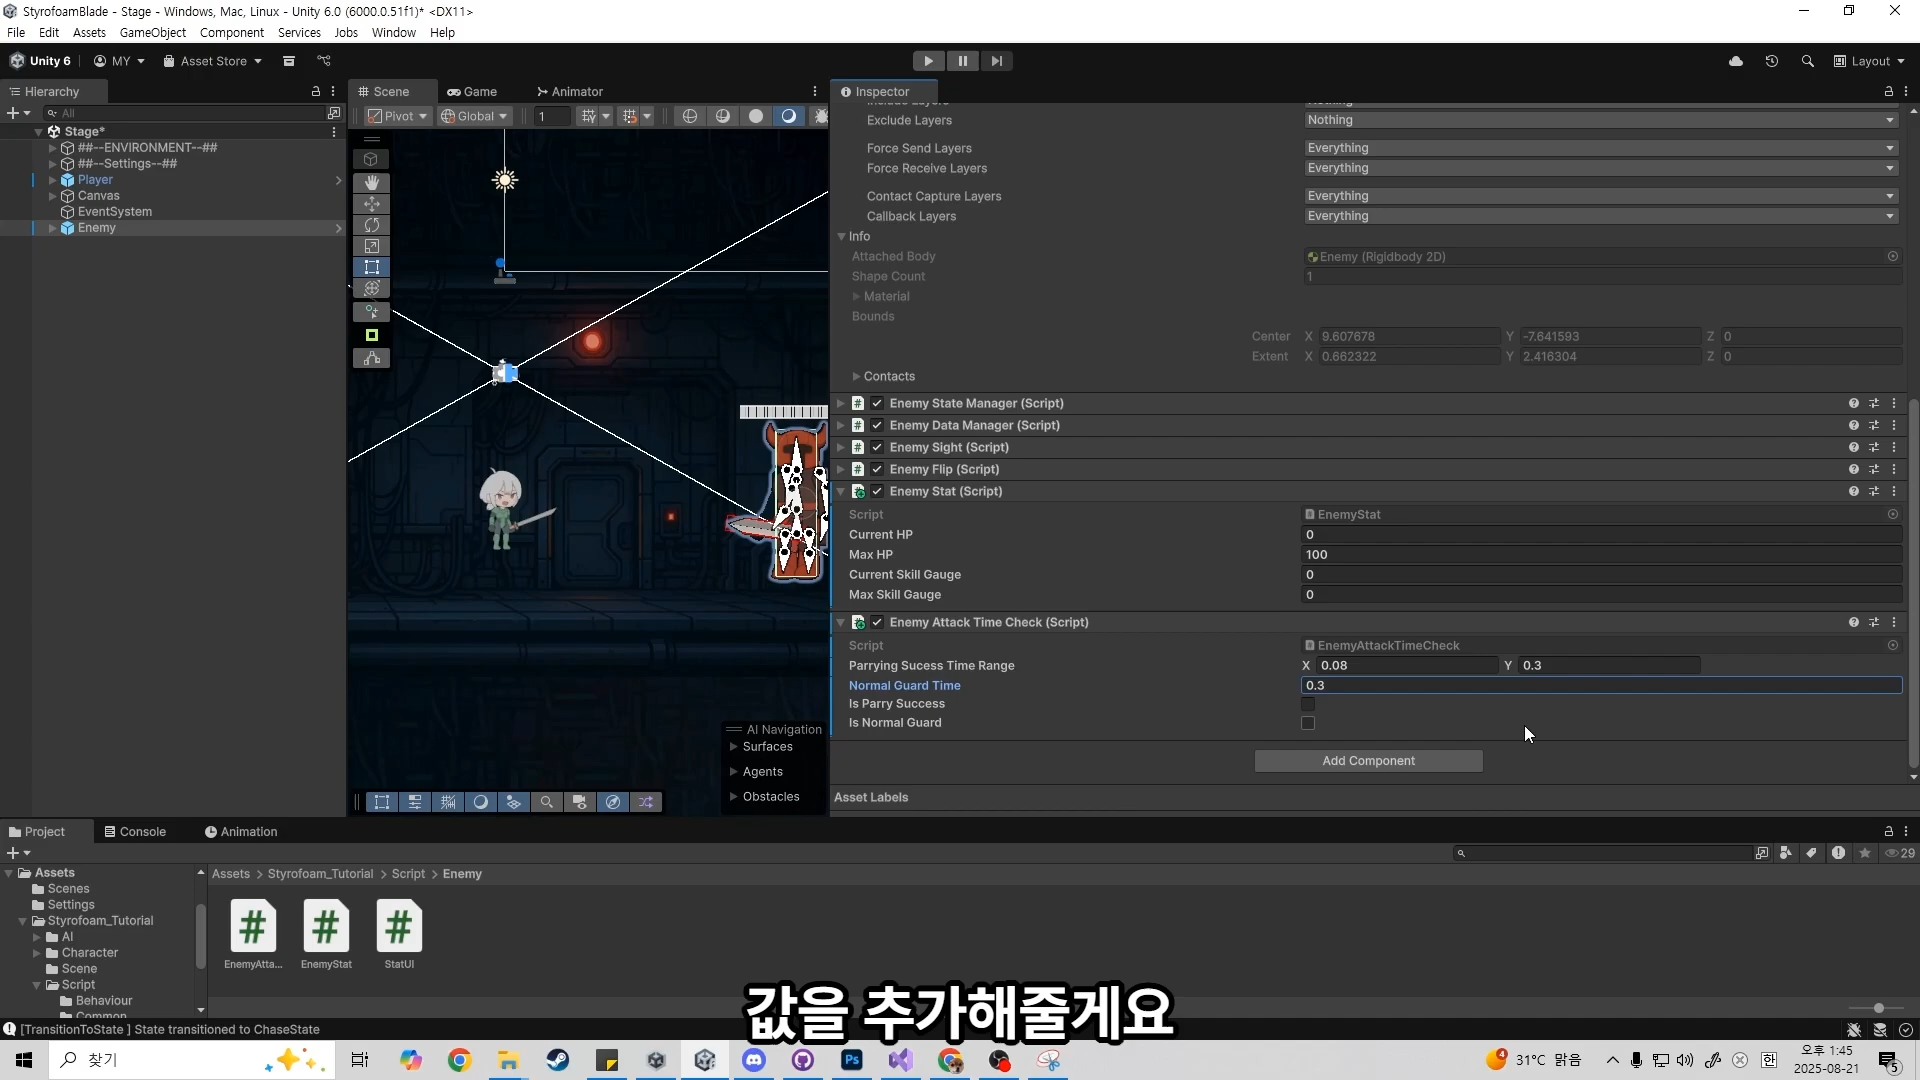 StyrofoamBlade - Stage - Windows, Mac, Linux - Unity 6.0 (6000.0.51f1)* <DX11>
File Edit Assets GameObject Component Services Jobs Window Help
Unity 6 MY Asset Store Layout
Hierarchy
All
Stage*
##--ENVIRONMENT--##
##--Settings--##
Player
Canvas
EventSystem
Enemy
Scene Game Animator
Pivot Global 1
AI Navigation
Surfaces
Agents
Obstacles
Inspector
Exclude Layers Nothing
Force Send Layers Everything
Force Receive Layers Everything
Contact Capture Layers Everything
Callback Layers Everything
Info
Attached Body Enemy (Rigidbody 2D)
Shape Count 1
Material
Bounds
Center X 9.607678 Y -7.641593 Z 0
Extent X 0.662322 Y 2.416304 Z 0
Contacts
# Enemy State Manager (Script)
# Enemy Data Manager (Script)
# Enemy Sight (Script)
# Enemy Flip (Script)
# Enemy Stat (Script)
Script EnemyStat
Current HP 0
Max HP 100
Current Skill Gauge 0
Max Skill Gauge 0
# Enemy Attack Time Check (Script)
Script EnemyAttackTimeCheck
Parrying Sucess Time Range X 0.08 Y 0.3
Normal Guard Time 0.3
Is Parry Success
Is Normal Guard
Add Component
Asset Labels
Project Console Animation
29
Assets
Scenes
Settings
Styrofoam_Tutorial
AI
Character
Scene
Script
Behaviour
Common
Assets > Styrofoam_Tutorial > Script > Enemy
# # #
EnemyAtta... EnemyStat StatUI
값을 추가해줄게요
[TransitionToState ] State transitioned to ChaseState
찾기
Ps
4 31°C 맑음
한
오후 1:45
2025-08-21
5